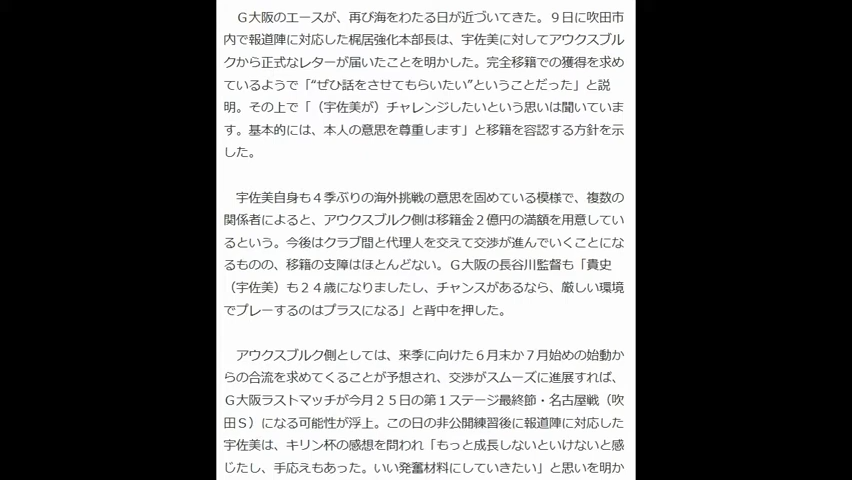 Ｇ大阪のエースが、再び海をわたる日が近づいてきた。９日に吹田市
内で報道陣に対応した梶居強化本部長は、宇佐美に対してアウクスブル
クから正式なレターが届いたことを明かした。完全移籍での獲得を求め
ているようで「“ぜひ話をさせてもらいたい”ということだった」と説
明。その上で「（宇佐美が）チャレンジしたいという思いは聞いていま
す。基本的には、本人の意思を尊重します」と移籍を容認する方針を示
した。
宇佐美自身も４季ぶりの海外挑戦の意思を固めている模様で、複数の
関係者によると、アウクスブルク側は移籍金２億円の満額を用意してい
るという。今後はクラブ間と代理人を交えて交渉が進んでいくことにな
るものの、移籍の支障はほとんどない。Ｇ大阪の長谷川監督も「貴史
（宇佐美）も２４歳になりましたし、チャンスがあるなら、厳しい環境
でプレーするのはプラスになる」と背中を押した。
アウクスブルク側としては、来季に向けた６月末か７月始めの始動か
らの合流を求めてくることが予想され、交渉がスムーズに進展すれば、
Ｇ大阪ラストマッチが今月２５日の第１ステージ最終節・名古屋戦（吹
田Ｓ）になる可能性が浮上。この日の非公開練習後に報道陣に対応した
宇佐美は、キリン杯の感想を問われ「もっと成長しないといけないと感
じたし、手応えもあった。いい発奮材料にしていきたい」と思いを明か